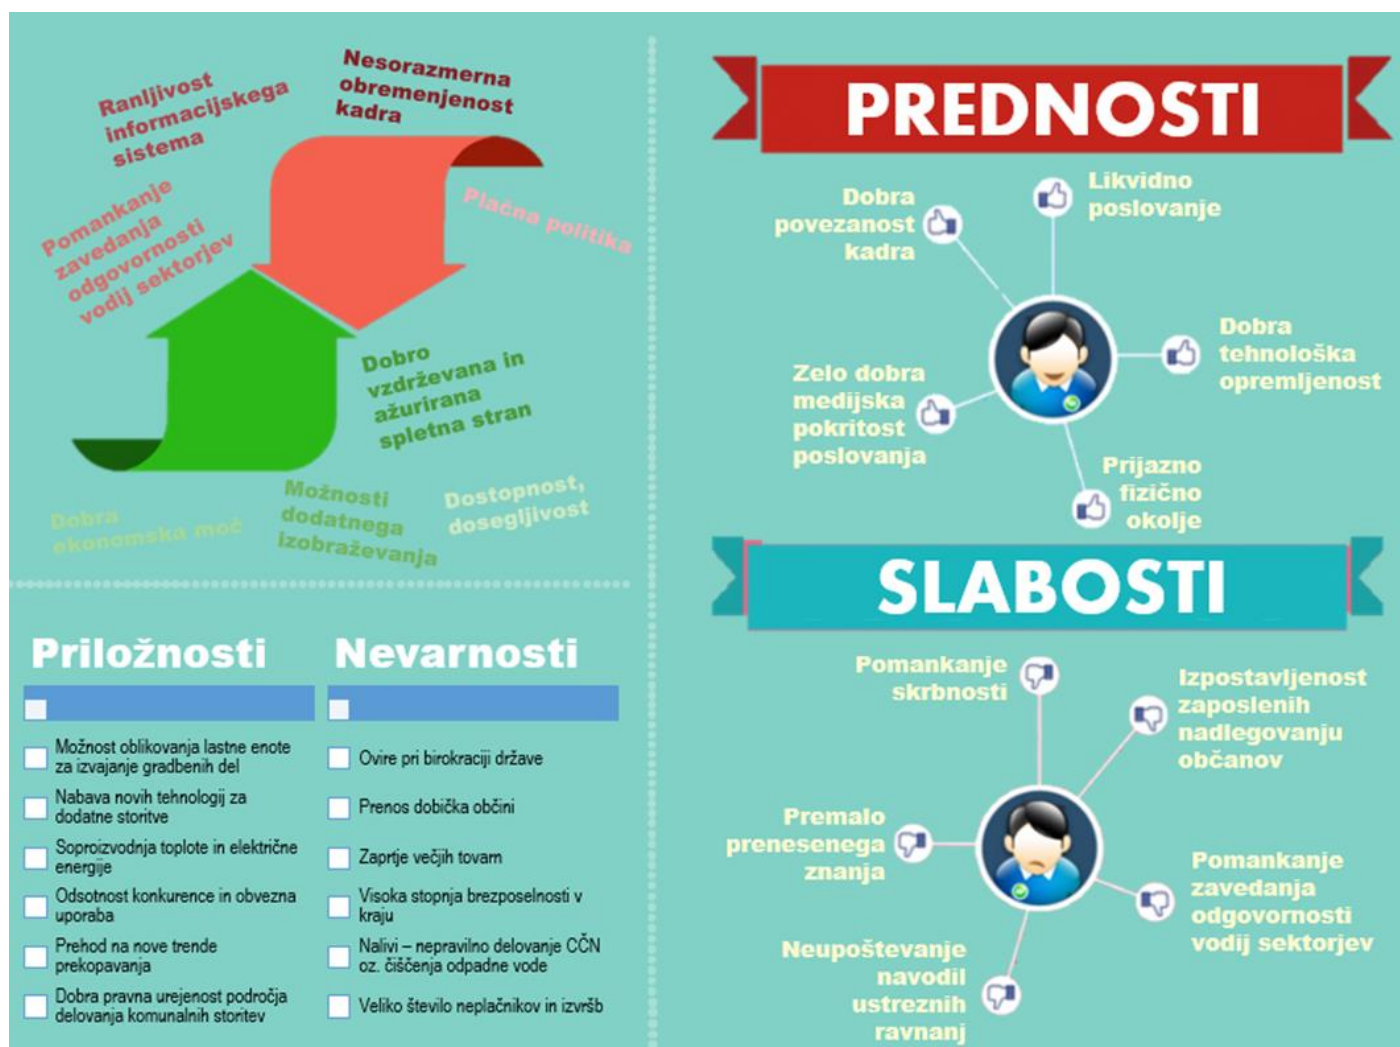 Ranljivost
informacijskega
sistema
Nesorazmerna
obremenjenost
kadra
Pomankanje
zavedanja
odgovornosti
vodij sektorjev
Plačna politika
Dobro
vzdrževana in
ažurirana
spletna stran
Dobra
ekonomska moč
Možnosti
dodatnega
izobraževanja
Dostopnost,
dosegljivost
Priložnosti
Možnost oblikovanja lastne enote
za izvajanje gradbenih del
Nabava novih tehnologij za
dodatne storitve
Soproizvodnja toplote in električne
energije
Odsotnost konkurence in obvezna
uporaba
Prehod na nove trende
prekopavanja
Dobra pravna urejenost področja
delovanja komunalnih storitev
Nevarnosti
Ovire pri birokraciji države
Prenos dobička občini
Zaprtje večjih tovarn
Visoka stopnja brezposelnosti v
kraju
Nalivi – nepravilno delovanje CČN
oz. čiščenja odpadne vode
Veliko število neplačnikov in izvršb
PREDNOSTI
Dobra
povezanost
kadra
Likvidno
poslovanje
Dobra
tehnološka
opremljenost
Zelo dobra
medijska
pokritost
poslovanja
Prijazno
fizično
okolje
SLABOSTI
Pomankanje
skrbnosti
Izpostavljenost
zaposlenih
nadlegovanju
občanov
Premalo
prenesenega
znanja
Pomankanje
zavedanja
odgovornosti
vodij sektorjev
Neupoštevanje
navodil
ustreznih
ravnanj